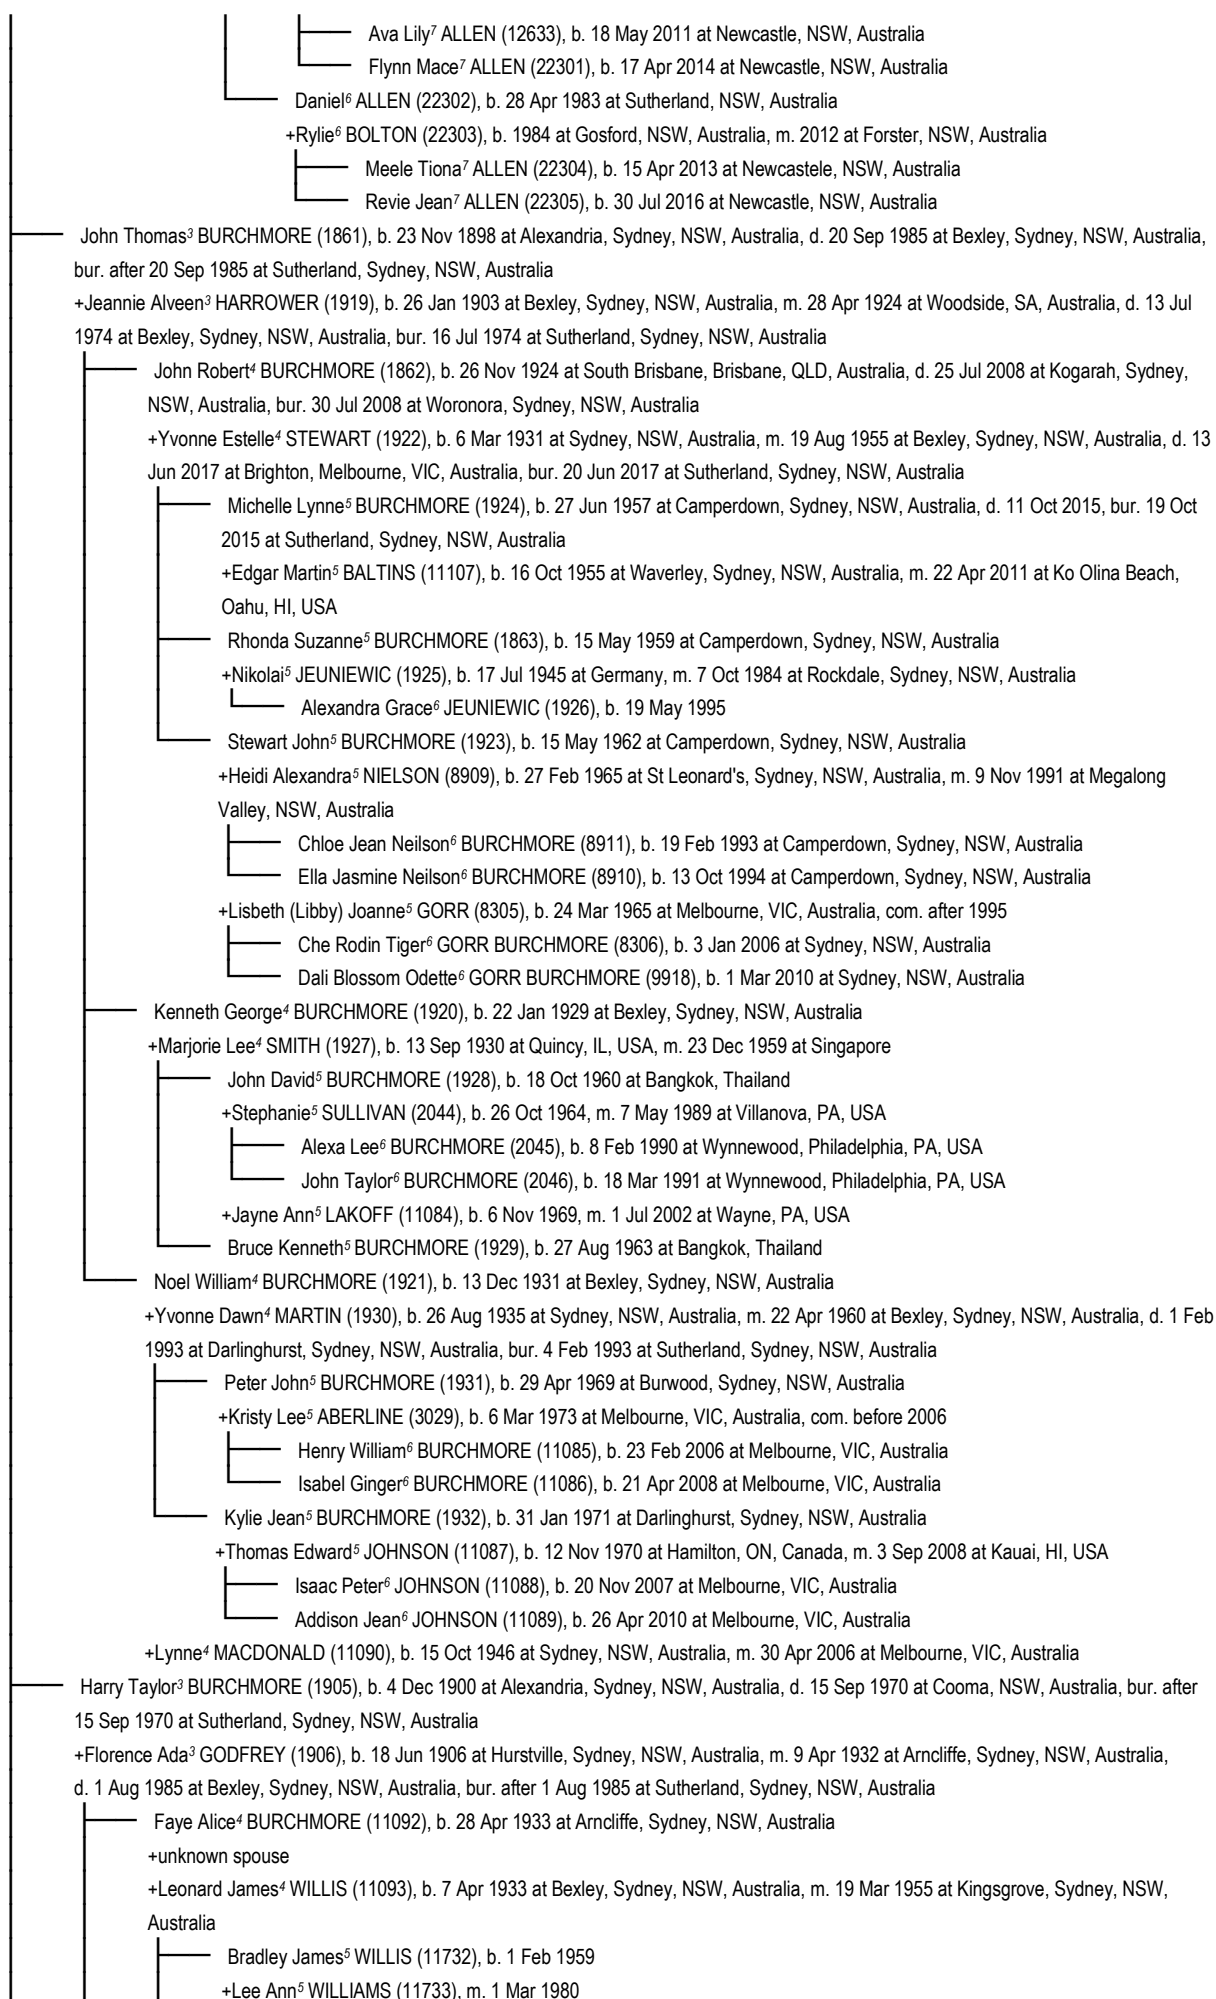 Ava Lily⁷ ALLEN (12633), b. 18 May 2011 at Newcastle, NSW, Australia
Flynn Mace⁷ ALLEN (22301), b. 17 Apr 2014 at Newcastle, NSW, Australia
Daniel⁶ ALLEN (22302), b. 28 Apr 1983 at Sutherland, NSW, Australia
+Rylie⁶ BOLTON (22303), b. 1984 at Gosford, NSW, Australia, m. 2012 at Forster, NSW, Australia
Meele Tiona⁷ ALLEN (22304), b. 15 Apr 2013 at Newcastele, NSW, Australia
Revie Jean⁷ ALLEN (22305), b. 30 Jul 2016 at Newcastle, NSW, Australia
John Thomas³ BURCHMORE (1861), b. 23 Nov 1898 at Alexandria, Sydney, NSW, Australia, d. 20 Sep 1985 at Bexley, Sydney, NSW, Australia,
bur. after 20 Sep 1985 at Sutherland, Sydney, NSW, Australia
+Jeannie Alveen³ HARROWER (1919), b. 26 Jan 1903 at Bexley, Sydney, NSW, Australia, m. 28 Apr 1924 at Woodside, SA, Australia, d. 13 Jul
1974 at Bexley, Sydney, NSW, Australia, bur. 16 Jul 1974 at Sutherland, Sydney, NSW, Australia
John Robert⁴ BURCHMORE (1862), b. 26 Nov 1924 at South Brisbane, Brisbane, QLD, Australia, d. 25 Jul 2008 at Kogarah, Sydney,
NSW, Australia, bur. 30 Jul 2008 at Woronora, Sydney, NSW, Australia
+Yvonne Estelle⁴ STEWART (1922), b. 6 Mar 1931 at Sydney, NSW, Australia, m. 19 Aug 1955 at Bexley, Sydney, NSW, Australia, d. 13
Jun 2017 at Brighton, Melbourne, VIC, Australia, bur. 20 Jun 2017 at Sutherland, Sydney, NSW, Australia
Michelle Lynne⁵ BURCHMORE (1924), b. 27 Jun 1957 at Camperdown, Sydney, NSW, Australia, d. 11 Oct 2015, bur. 19 Oct
2015 at Sutherland, Sydney, NSW, Australia
+Edgar Martin⁵ BALTINS (11107), b. 16 Oct 1955 at Waverley, Sydney, NSW, Australia, m. 22 Apr 2011 at Ko Olina Beach,
Oahu, HI, USA
Rhonda Suzanne⁵ BURCHMORE (1863), b. 15 May 1959 at Camperdown, Sydney, NSW, Australia
+Nikolai⁵ JEUNIEWIC (1925), b. 17 Jul 1945 at Germany, m. 7 Oct 1984 at Rockdale, Sydney, NSW, Australia
Alexandra Grace⁶ JEUNIEWIC (1926), b. 19 May 1995
Stewart John⁵ BURCHMORE (1923), b. 15 May 1962 at Camperdown, Sydney, NSW, Australia
+Heidi Alexandra⁵ NIELSON (8909), b. 27 Feb 1965 at St Leonard's, Sydney, NSW, Australia, m. 9 Nov 1991 at Megalong
Valley, NSW, Australia
Chloe Jean Neilson⁶ BURCHMORE (8911), b. 19 Feb 1993 at Camperdown, Sydney, NSW, Australia
Ella Jasmine Neilson⁶ BURCHMORE (8910), b. 13 Oct 1994 at Camperdown, Sydney, NSW, Australia
+Lisbeth (Libby) Joanne⁵ GORR (8305), b. 24 Mar 1965 at Melbourne, VIC, Australia, com. after 1995
Che Rodin Tiger⁶ GORR BURCHMORE (8306), b. 3 Jan 2006 at Sydney, NSW, Australia
Dali Blossom Odette⁶ GORR BURCHMORE (9918), b. 1 Mar 2010 at Sydney, NSW, Australia
Kenneth George⁴ BURCHMORE (1920), b. 22 Jan 1929 at Bexley, Sydney, NSW, Australia
+Marjorie Lee⁴ SMITH (1927), b. 13 Sep 1930 at Quincy, IL, USA, m. 23 Dec 1959 at Singapore
John David⁵ BURCHMORE (1928), b. 18 Oct 1960 at Bangkok, Thailand
+Stephanie⁵ SULLIVAN (2044), b. 26 Oct 1964, m. 7 May 1989 at Villanova, PA, USA
Alexa Lee⁶ BURCHMORE (2045), b. 8 Feb 1990 at Wynnewood, Philadelphia, PA, USA
John Taylor⁶ BURCHMORE (2046), b. 18 Mar 1991 at Wynnewood, Philadelphia, PA, USA
+Jayne Ann⁵ LAKOFF (11084), b. 6 Nov 1969, m. 1 Jul 2002 at Wayne, PA, USA
Bruce Kenneth⁵ BURCHMORE (1929), b. 27 Aug 1963 at Bangkok, Thailand
Noel William⁴ BURCHMORE (1921), b. 13 Dec 1931 at Bexley, Sydney, NSW, Australia
+Yvonne Dawn⁴ MARTIN (1930), b. 26 Aug 1935 at Sydney, NSW, Australia, m. 22 Apr 1960 at Bexley, Sydney, NSW, Australia, d. 1 Feb
1993 at Darlinghurst, Sydney, NSW, Australia, bur. 4 Feb 1993 at Sutherland, Sydney, NSW, Australia
Peter John⁵ BURCHMORE (1931), b. 29 Apr 1969 at Burwood, Sydney, NSW, Australia
+Kristy Lee⁵ ABERLINE (3029), b. 6 Mar 1973 at Melbourne, VIC, Australia, com. before 2006
Henry William⁶ BURCHMORE (11085), b. 23 Feb 2006 at Melbourne, VIC, Australia
Isabel Ginger⁶ BURCHMORE (11086), b. 21 Apr 2008 at Melbourne, VIC, Australia
Kylie Jean⁵ BURCHMORE (1932), b. 31 Jan 1971 at Darlinghurst, Sydney, NSW, Australia
+Thomas Edward⁵ JOHNSON (11087), b. 12 Nov 1970 at Hamilton, ON, Canada, m. 3 Sep 2008 at Kauai, HI, USA
Isaac Peter⁶ JOHNSON (11088), b. 20 Nov 2007 at Melbourne, VIC, Australia
Addison Jean⁶ JOHNSON (11089), b. 26 Apr 2010 at Melbourne, VIC, Australia
+Lynne⁴ MACDONALD (11090), b. 15 Oct 1946 at Sydney, NSW, Australia, m. 30 Apr 2006 at Melbourne, VIC, Australia
Harry Taylor³ BURCHMORE (1905), b. 4 Dec 1900 at Alexandria, Sydney, NSW, Australia, d. 15 Sep 1970 at Cooma, NSW, Australia, bur. after
15 Sep 1970 at Sutherland, Sydney, NSW, Australia
+Florence Ada³ GODFREY (1906), b. 18 Jun 1906 at Hurstville, Sydney, NSW, Australia, m. 9 Apr 1932 at Arncliffe, Sydney, NSW, Australia,
d. 1 Aug 1985 at Bexley, Sydney, NSW, Australia, bur. after 1 Aug 1985 at Sutherland, Sydney, NSW, Australia
Faye Alice⁴ BURCHMORE (11092), b. 28 Apr 1933 at Arncliffe, Sydney, NSW, Australia
+unknown spouse
+Leonard James⁴ WILLIS (11093), b. 7 Apr 1933 at Bexley, Sydney, NSW, Australia, m. 19 Mar 1955 at Kingsgrove, Sydney, NSW,
Australia
Bradley James⁵ WILLIS (11732), b. 1 Feb 1959
+Lee Ann⁵ WILLIAMS (11733), m. 1 Mar 1980